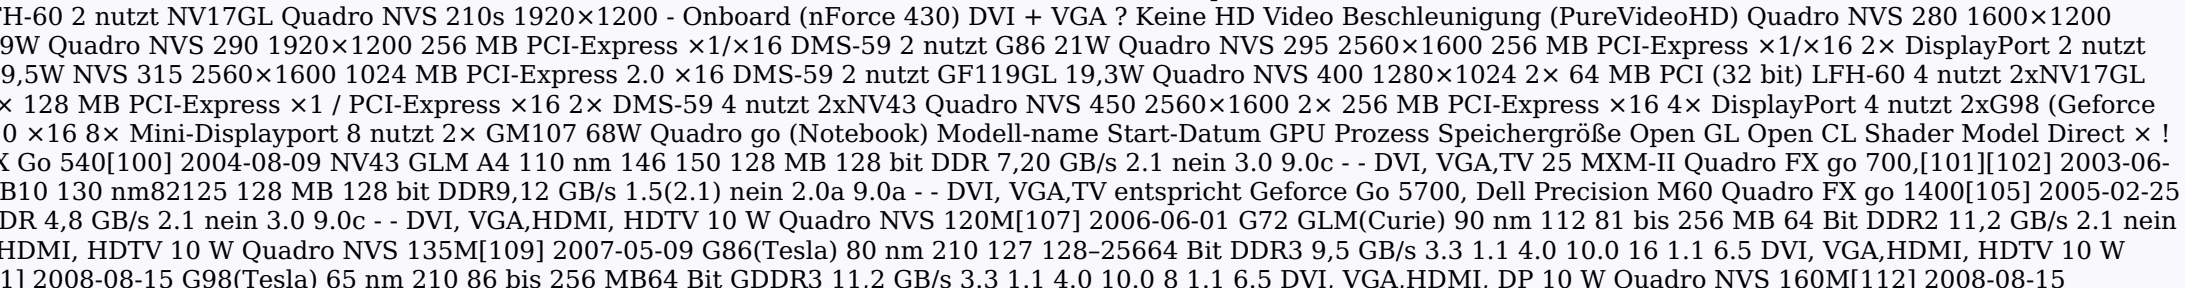 FH-60 2 nutzt NV17GL Quadro NVS 210s 1920×1200 - Onboard (nForce 430) DVI + VGA ? Keine HD Video Beschleunigung (PureVideoHD) Quadro NVS 280 1600×1200
9W Quadro NVS 290 1920×1200 256 MB PCI-Express ×1/×16 DMS-59 2 nutzt G86 21W Quadro NVS 295 2560×1600 256 MB PCI-Express ×1/×16 2× DisplayPort 2 nutzt
9,5W NVS 315 2560×1600 1024 MB PCI-Express 2.0 ×16 DMS-59 2 nutzt GF119GL 19,3W Quadro NVS 400 1280×1024 2× 64 MB PCI (32 bit) LFH-60 4 nutzt 2xNV17GL
× 128 MB PCI-Express ×1 / PCI-Express ×16 2× DMS-59 4 nutzt 2xNV43 Quadro NVS 450 2560×1600 2× 256 MB PCI-Express ×16 4× DisplayPort 4 nutzt 2xG98 (Geforce
0 ×16 8× Mini-Displayport 8 nutzt 2× GM107 68W Quadro go (Notebook) Modell-name Start-Datum GPU Prozess Speichergröße Open GL Open CL Shader Model Direct × !
X Go 540[100] 2004-08-09 NV43 GLM A4 110 nm 146 150 128 MB 128 bit DDR 7,20 GB/s 2.1 nein 3.0 9.0c - - DVI, VGA,TV 25 MXM-II Quadro FX go 700,[101][102] 2003-06-
B10 130 nm82125 128 MB 128 bit DDR9,12 GB/s 1.5(2.1) nein 2.0a 9.0a - - DVI, VGA,TV entspricht Geforce Go 5700, Dell Precision M60 Quadro FX go 1400[105] 2005-02-25
DR 4,8 GB/s 2.1 nein 3.0 9.0c - - DVI, VGA,HDMI, HDTV 10 W Quadro NVS 120M[107] 2006-06-01 G72 GLM(Curie) 90 nm 112 81 bis 256 MB 64 Bit DDR2 11,2 GB/s 2.1 nein
HDMI, HDTV 10 W Quadro NVS 135M[109] 2007-05-09 G86(Tesla) 80 nm 210 127 128–25664 Bit DDR3 9,5 GB/s 3.3 1.1 4.0 10.0 16 1.1 6.5 DVI, VGA,HDMI, HDTV 10 W
1] 2008-08-15 G98(Tesla) 65 nm 210 86 bis 256 MB64 Bit GDDR3 11,2 GB/s 3.3 1.1 4.0 10.0 8 1.1 6.5 DVI, VGA,HDMI, DP 10 W Quadro NVS 160M[112] 2008-08-15